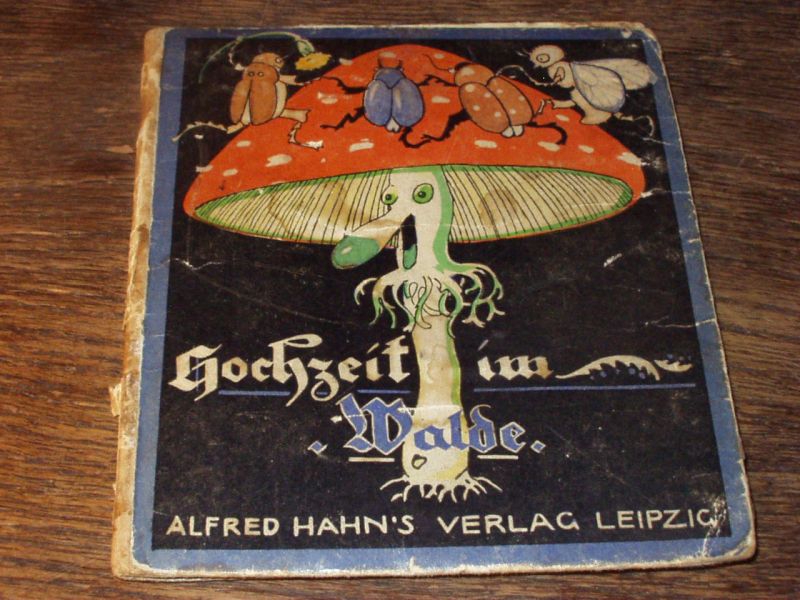 Hochzeit im
. Walde.
ALFRED HAHN'S VERLAG LEIPZIG